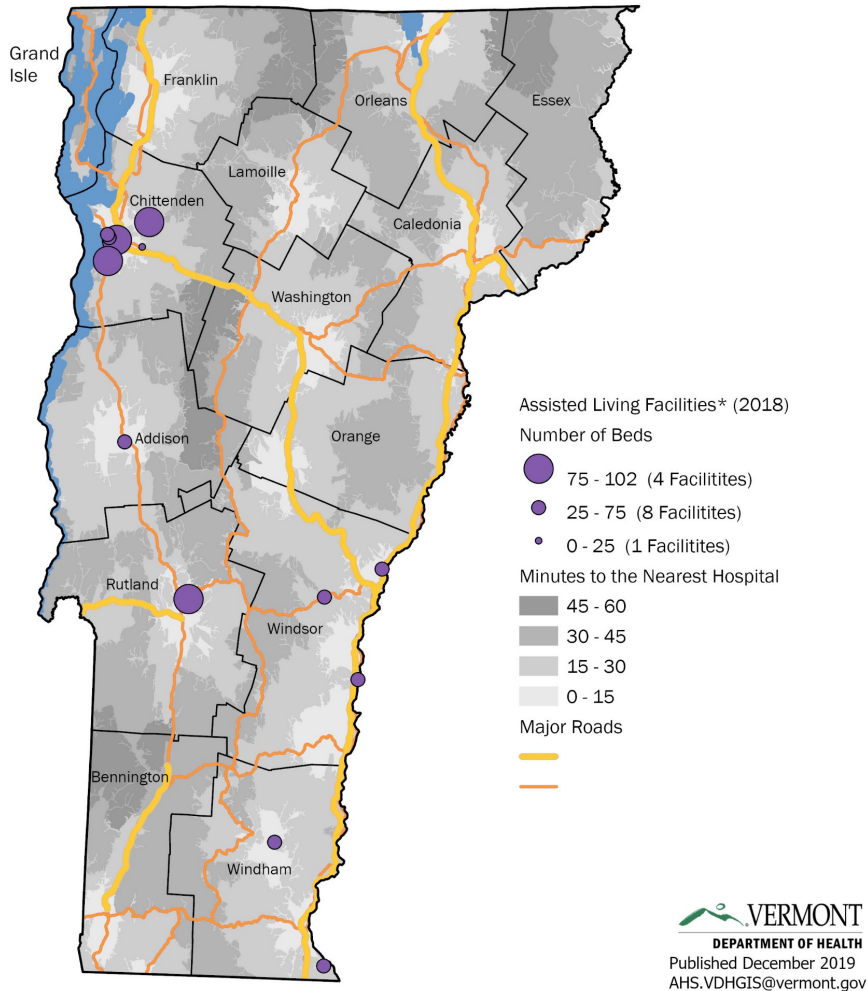 Grand
Isle
Franklin
Orleans
Essex
Lamoille
Chittenden
Caledonia
Washington
Addison
Orange
Rutland
Windsor
Bennington
Windham
Assisted Living Facilities* (2018)
Number of Beds
75 - 102 (4 Facilitites)
25 - 75 (8 Facilitites)
0 - 25 (1 Facilitites)
Minutes to the Nearest Hospital
45 - 60
30 - 45
15 - 30
0 - 15
Major Roads
VERMONT
DEPARTMENT OF HEALTH
Published December 2019
AHS.VDHGIS@vermont.gov